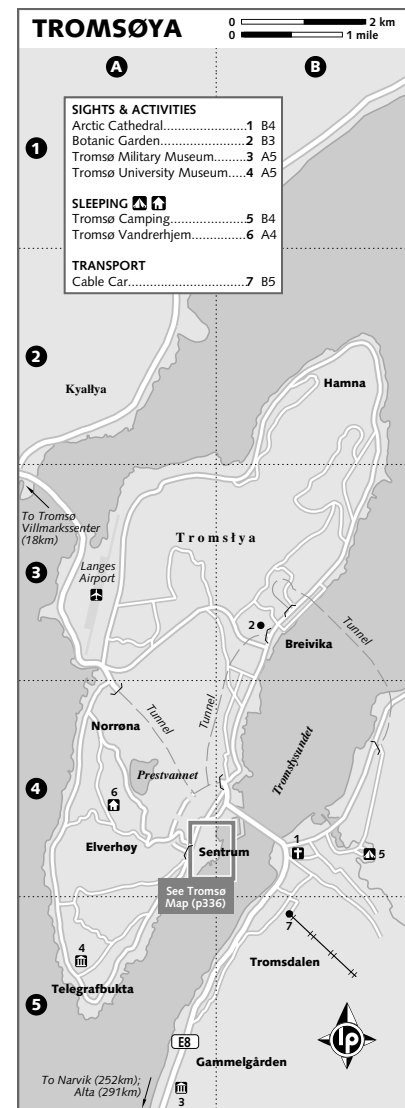 TROMSØYA
0 2 km
0 1 mile
A
B
1
SIGHTS & ACTIVITIES
Arctic Cathedral.....................1 B4
Botanic Garden......................2 B3
Tromsø Military Museum.......3 A5
Tromsø University Museum.....4 A5
SLEEPING
Tromsø Camping....................5 B4
Tromsø Vandrerhjem..............6 A4
TRANSPORT
Cable Car...............................7 B5
2
Kyałłya
Hamna
To Tromsø
Villmarkssenter
(18km)
Tromsłya
3
Langes
Airport
2
Breivika
Tunnel
Norrøna
Tunnel
Tunnel
Prestvannet
Tromsłysundet
4
6
Elverhøy
Sentrum
1
5
See Tromsø
Map (p336)
7
4
Tromsdalen
Telegrafbukta
5
E8
lp
Gammelgården
To Narvik (252km);
Alta (291km)
3